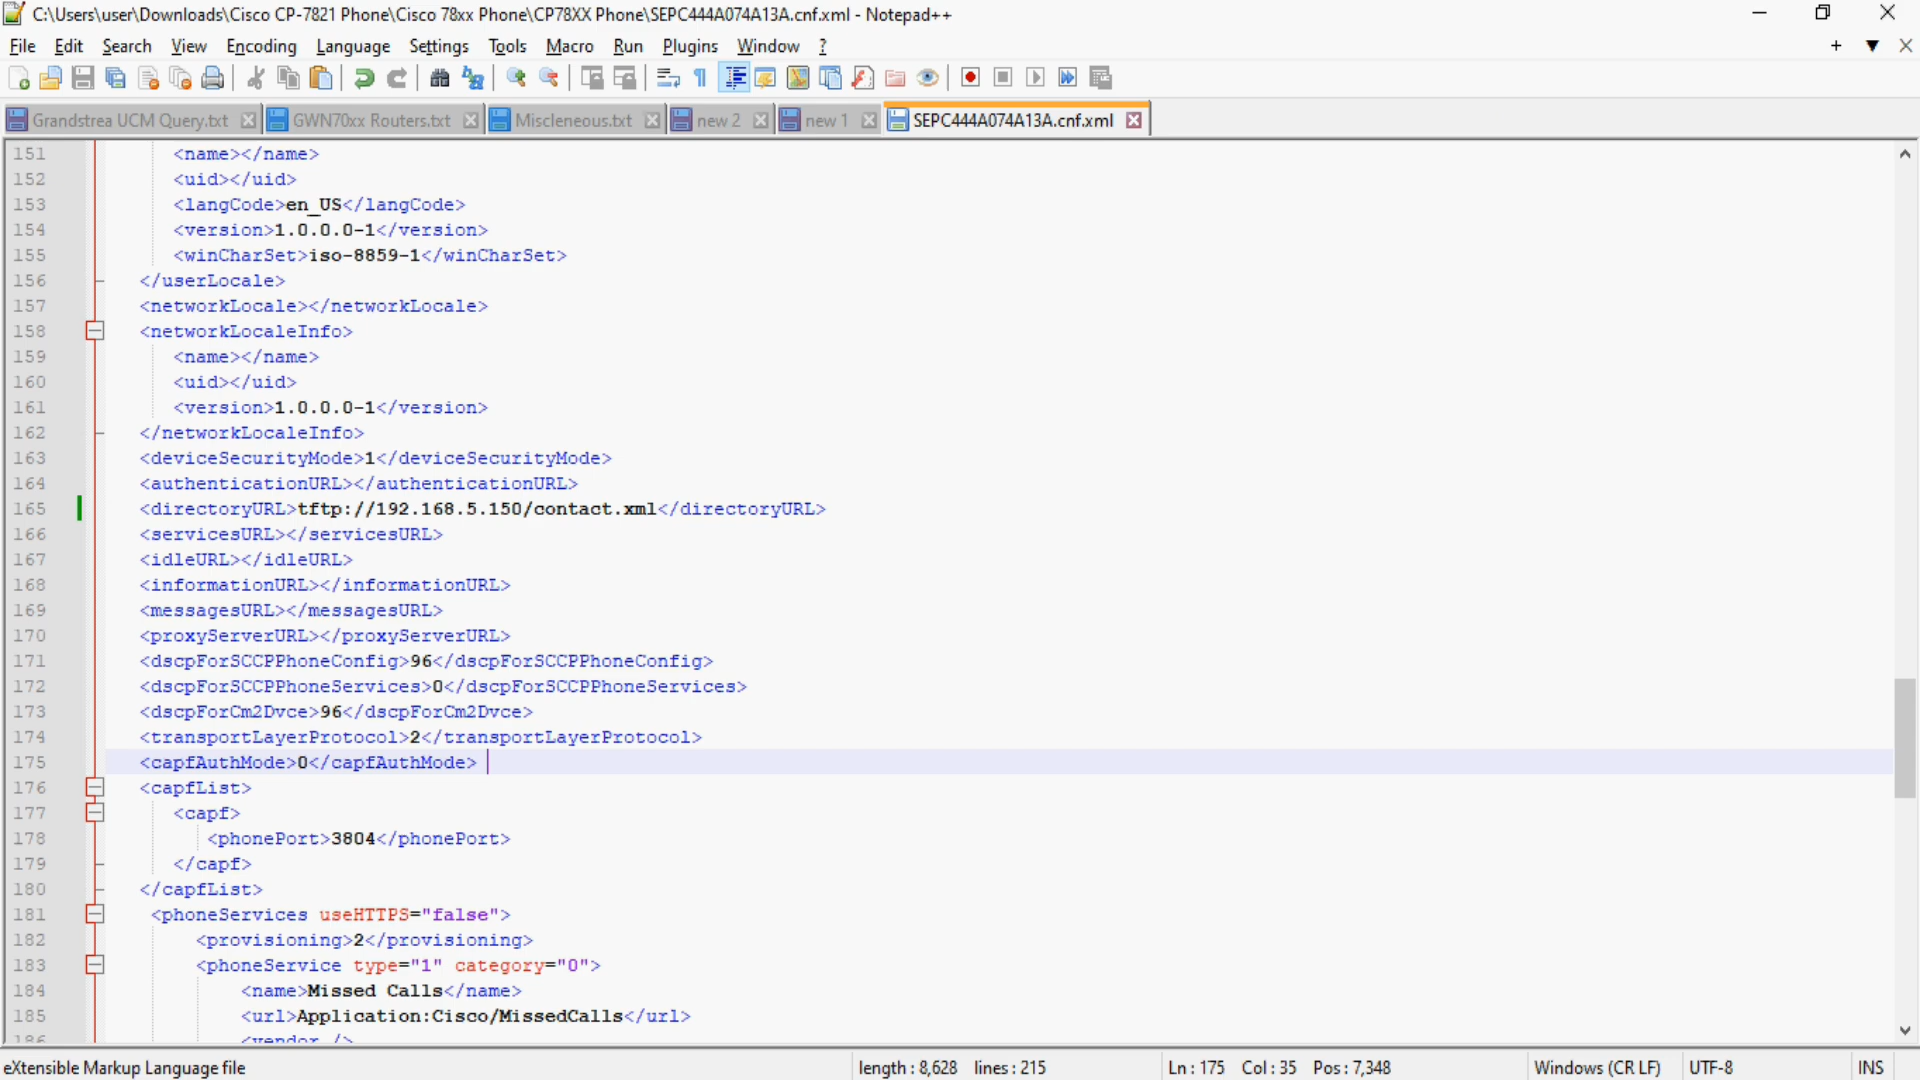 C:\Users\user\Downloads\Cisco CP-7821 Phone\Cisco 78xx Phone\CP78XX Phone\SEPC444A074A13A.cnf.xml - Notepad++
File Edit Search View Encoding Language Settings Tools Macro Run Plugins Window ?
Grandstrea UCM Query.txt GWN70xx Routers.txt Miscleneous.txt new 2 new 1 SEPC444A074A13A.cnf.xml
151 <name></name>
152 <uid></uid>
153 <langCode>en_US</langCode>
154 <version>1.0.0.0-1</version>
155 <winCharSet>iso-8859-1</winCharSet>
156 </userLocale>
157 <networkLocale></networkLocale>
158 <networkLocaleInfo>
159 <name></name>
160 <uid></uid>
161 <version>1.0.0.0-1</version>
162 </networkLocaleInfo>
163 <deviceSecurityMode>1</deviceSecurityMode>
164 <authenticationURL></authenticationURL>
165 <directoryURL>tftp://192.168.5.150/contact.xml</directoryURL>
166 <servicesURL></servicesURL>
167 <idleURL></idleURL>
168 <informationURL></informationURL>
169 <messagesURL></messagesURL>
170 <proxyServerURL></proxyServerURL>
171 <dscpForSCCPPhoneConfig>96</dscpForSCCPPhoneConfig>
172 <dscpForSCCPPhoneServices>0</dscpForSCCPPhoneServices>
173 <dscpForCm2Dvce>96</dscpForCm2Dvce>
174 <transportLayerProtocol>2</transportLayerProtocol>
175 <capfAuthMode>0</capfAuthMode>
176 <capfList>
177 <capf>
178 <phonePort>3804</phonePort>
179 </capf>
180 </capfList>
181 <phoneServices useHTTPS="false">
182 <provisioning>2</provisioning>
183 <phoneService type="1" category="0">
184 <name>Missed Calls</name>
185 <url>Application:Cisco/MissedCalls</url>
186 <vendor />
eXtensible Markup Language file length : 8,628 lines : 215 Ln : 175 Col : 35 Pos : 7,348 Windows (CR LF) UTF-8 INS